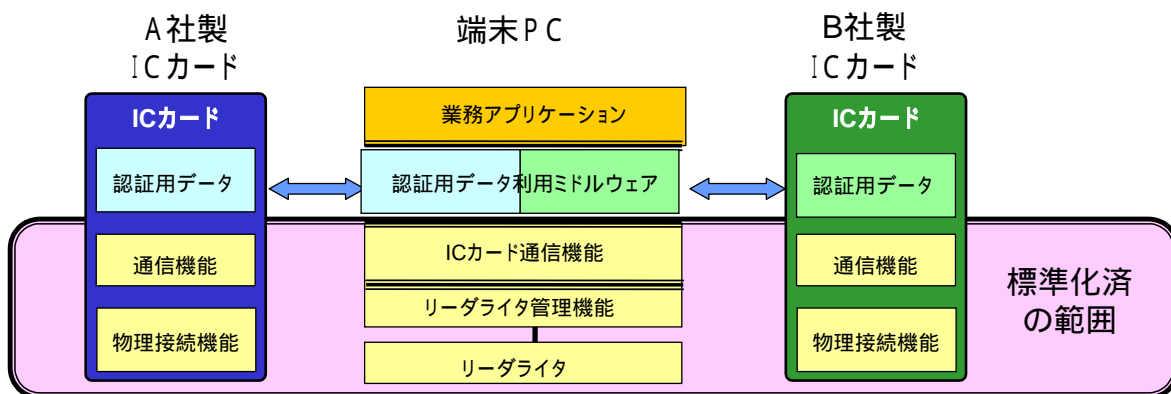 A社製
ICカード
端末PC
B社製
ICカード
ICカード
認証用データ
通信機能
物理接続機能
業務アプリケーション
認証用データ利用ミドルウェア
ICカード通信機能
リーダライタ管理機能
リーダライタ
ICカード
認証用データ
通信機能
物理接続機能
標準化済
の範囲